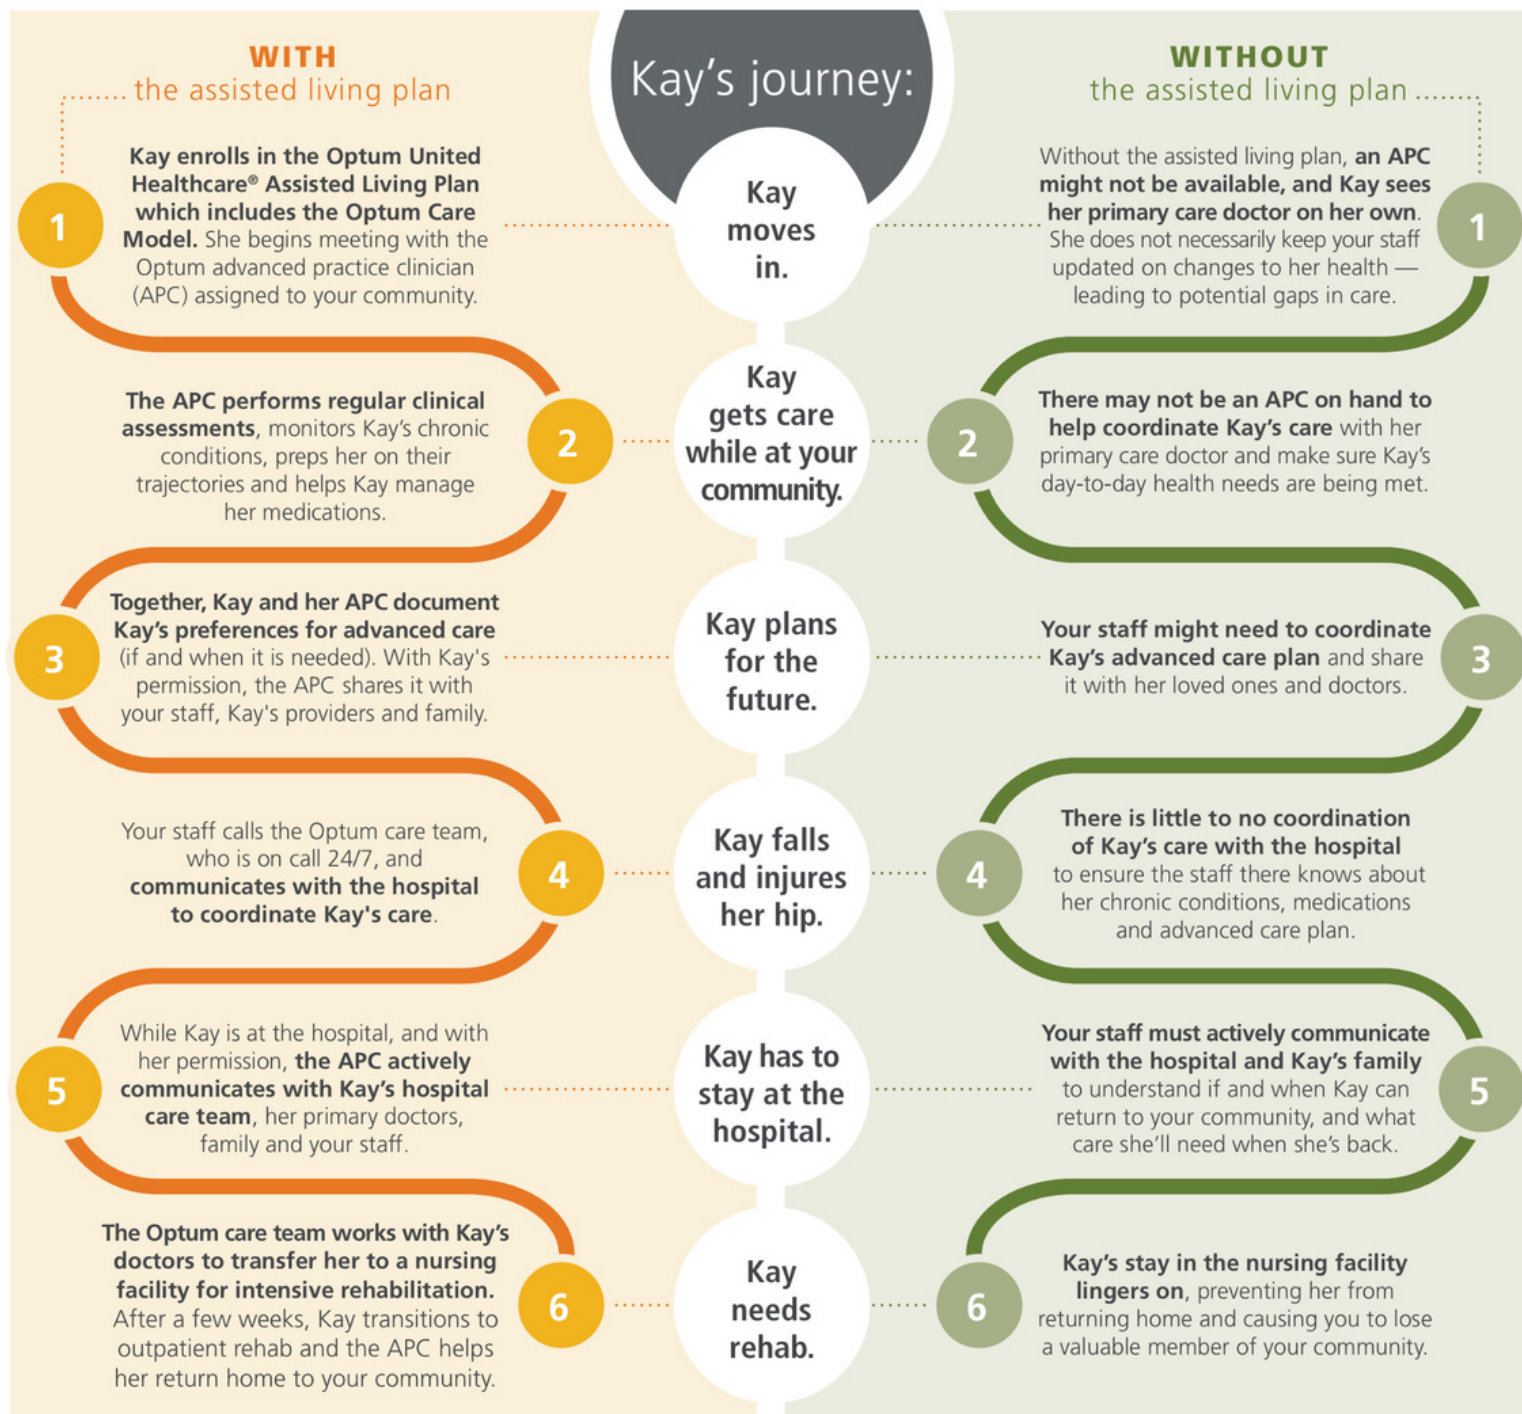 WITH
the assisted living plan
Kay's journey:
WITHOUT
the assisted living plan
1
Kay enrolls in the Optum United
Healthcare® Assisted Living Plan
which includes the Optum Care
Model. She begins meeting with the
Optum advanced practice clinician
(APC) assigned to your community.
Kay
moves
in.
Without the assisted living plan, an APC
might not be available, and Kay sees
her primary care doctor on her own.
She does not necessarily keep your staff
updated on changes to her health —
leading to potential gaps in care.
1
The APC performs regular clinical
assessments, monitors Kay's chronic
conditions, preps her on their
trajectories and helps Kay manage
her medications.
2
Kay
gets care
while at your
community.
2
There may not be an APC on hand to
help coordinate Kay's care with her
primary care doctor and make sure Kay's
day-to-day health needs are being met.
3
Together, Kay and her APC document
Kay's preferences for advanced care
(if and when it is needed). With Kay's
permission, the APC shares it with
your staff, Kay's providers and family.
Kay plans
for the
future.
Your staff might need to coordinate
Kay's advanced care plan and share
it with her loved ones and doctors.
3
Your staff calls the Optum care team,
who is on call 24/7, and
communicates with the hospital
to coordinate Kay's care.
4
Kay falls
and injures
her hip.
4
There is little to no coordination
of Kay's care with the hospital
to ensure the staff there knows about
her chronic conditions, medications
and advanced care plan.
5
While Kay is at the hospital, and with
her permission, the APC actively
communicates with Kay's hospital
care team, her primary doctors,
family and your staff.
Kay has to
stay at the
hospital.
Your staff must actively communicate
with the hospital and Kay's family
to understand if and when Kay can
return to your community, and what
care she'll need when she's back.
5
The Optum care team works with Kay's
doctors to transfer her to a nursing
facility for intensive rehabilitation.
After a few weeks, Kay transitions to
outpatient rehab and the APC helps
her return home to your community.
6
Kay
needs
rehab.
6
Kay's stay in the nursing facility
lingers on, preventing her from
returning home and causing you to lose
a valuable member of your community.